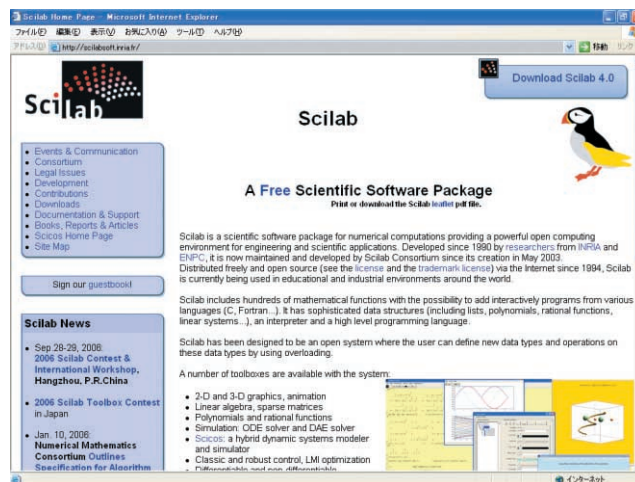 Scilab Home Page - Microsoft Internet Explorer
ファイル(F) 編集(E) 表示(V) お気に入り(A) ツール(T) ヘルプ(H)
アドレス(D) http://scilabsoft.inria.fr/ 移動 リンク
Scilab
Download Scilab 4.0
Scilab
Events & Communication
Consortium
Legal Issues
Development
Contributions
Downloads
Documentation & Support
Books, Reports & Articles
Scicos Home Page
Site Map
Sign our guestbook!
Scilab News
Sep 28-29, 2006:
2006 Scilab Contest &
International Workshop,
Hangzhou, P.R.China
2006 Scilab Toolbox Contest
in Japan
Jan. 10, 2006:
Numerical Mathematics
Consortium Outlines
Specification for Algorithm
A Free Scientific Software Package
Print or download the Scilab leaflet pdf file.
Scilab is a scientific software package for numerical computations providing a powerful open computing
environment for engineering and scientific applications. Developed since 1990 by researchers from INRIA and
ENPC, it is now maintained and developed by Scilab Consortium since its creation in May 2003.
Distributed freely and open source (see the license and the trademark license) via the Internet since 1994, Scilab
is currently being used in educational and industrial environments around the world.
Scilab includes hundreds of mathematical functions with the possibility to add interactively programs from various
languages (C, Fortran...). It has sophisticated data structures (including lists, polynomials, rational functions,
linear systems...), an interpreter and a high level programming language.
Scilab has been designed to be an open system where the user can define new data types and operations on
these data types by using overloading.
A number of toolboxes are available with the system:
2-D and 3-D graphics, animation
Linear algebra, sparse matrices
Polynomials and rational functions
Simulation: ODE solver and DAE solver
Scicos: a hybrid dynamic systems modeler
and simulator
Classic and robust control, LMI optimization
Differentiable and non-differentiable
インターネット